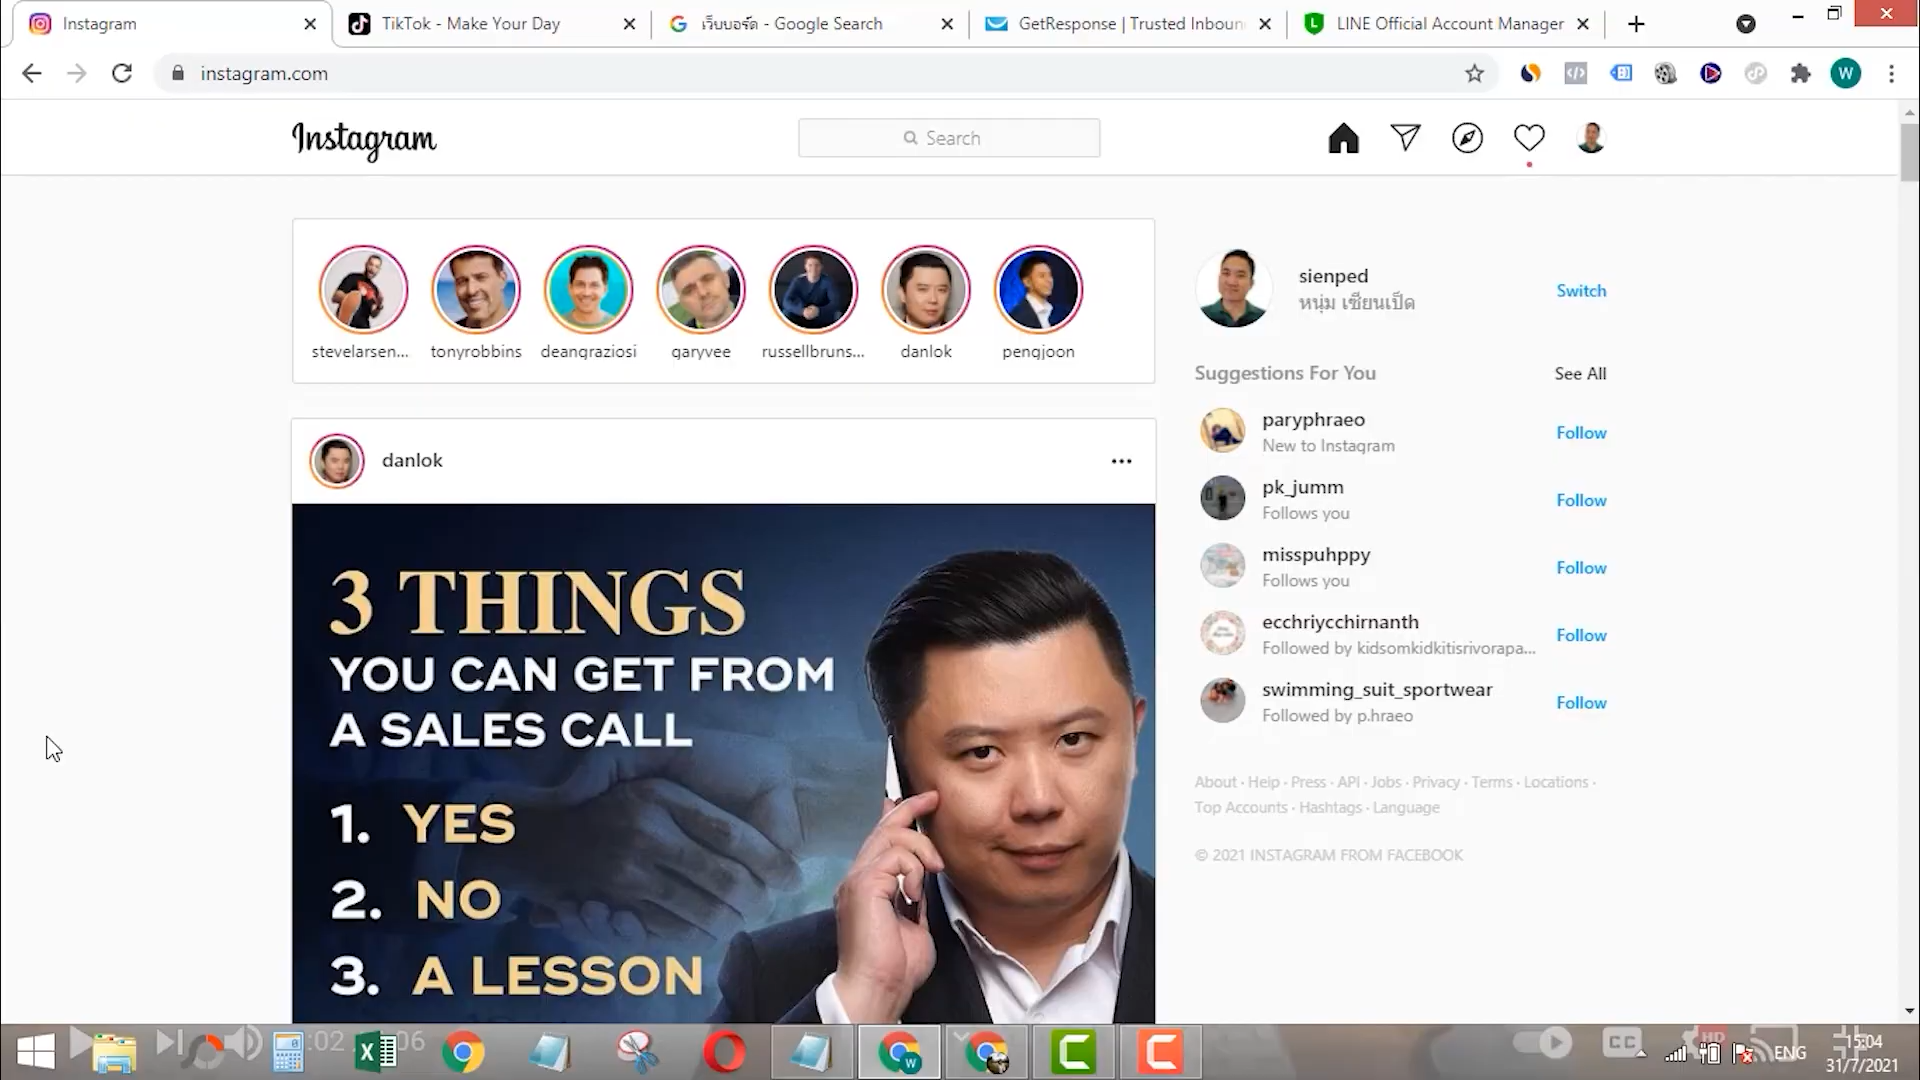 Instagram
TikTok - Make Your Day
เว็บบอร์ด - Google Search
GetResponse | Trusted Inboun
LINE Official Account Manager
instagram.com
W
Instagram
Search
stevelarsen...
tonyrobbins
deangraziosi
garyvee
russellbruns...
danlok
pengjoon
sienped
หนุ่ม เซียนเป็ด
Switch
Suggestions For You
See All
paryphraeo
New to Instagram
Follow
pk_jumm
Follows you
Follow
misspuhppy
Follows you
Follow
ecchriycchirnanth
Followed by kidsomkidkitisrivorapa...
Follow
swimming_suit_sportwear
Followed by p.hraeo
Follow
About · Help · Press · API · Jobs · Privacy · Terms · Locations ·
Top Accounts · Hashtags · Language
© 2021 INSTAGRAM FROM FACEBOOK
danlok
3 THINGS
YOU CAN GET FROM
A SALES CALL
1. YES
2. NO
3. A LESSON
CC
HD
ENG
15:04
31/7/2021